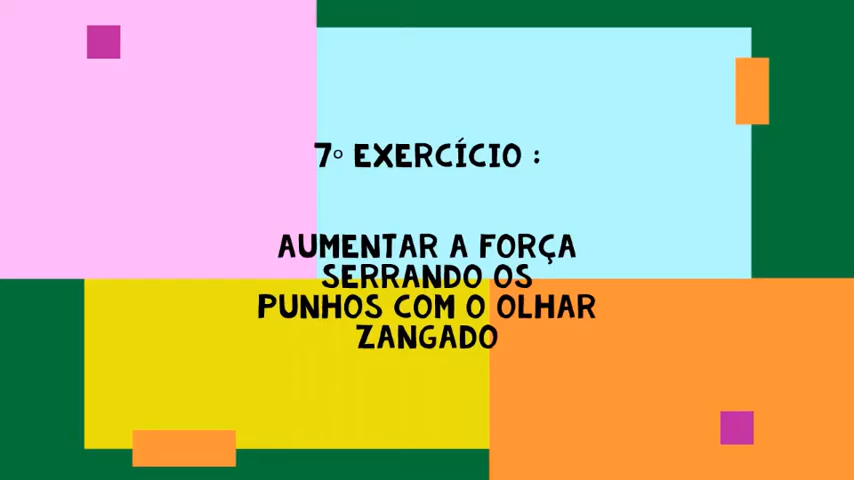 7º EXERCÍCIO :
AUMENTAR A FORÇA
SERRANDO OS
PUNHOS COM O OLHAR
ZANGADO